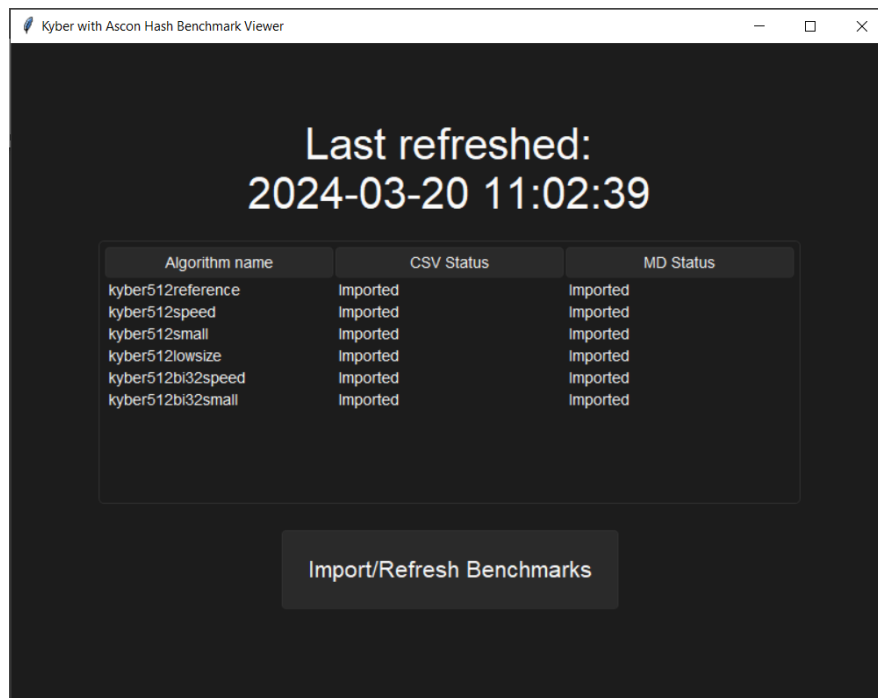 Kyber with Ascon Hash Benchmark Viewer
Last refreshed:
2024-03-20 11:02:39
Algorithm name CSV Status MD Status
kyber512reference Imported Imported
kyber512speed Imported Imported
kyber512small Imported Imported
kyber512lowsize Imported Imported
kyber512bi32speed Imported Imported
kyber512bi32small Imported Imported
Import/Refresh Benchmarks